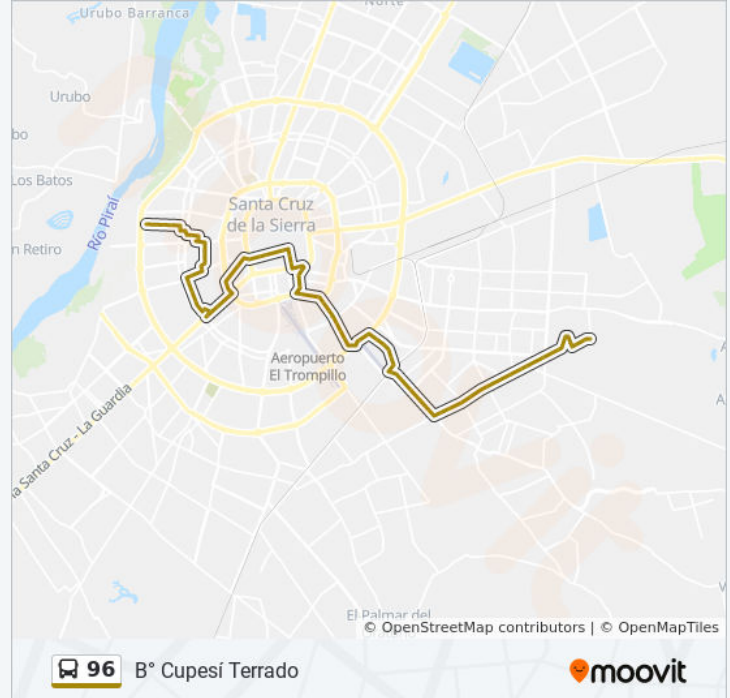 Norte
Urubo Barranca
Urubo
bo
Los Batos
Río Piraí
n Retiro
Santa Cruz
de la Sierra
Aeropuerto
El Trompillo
a Santa Cruz - La Guardia
A
El Palmar del
© OpenStreetMap contributors | © OpenMapTiles
96 B° Cupesí Terrado
moovit